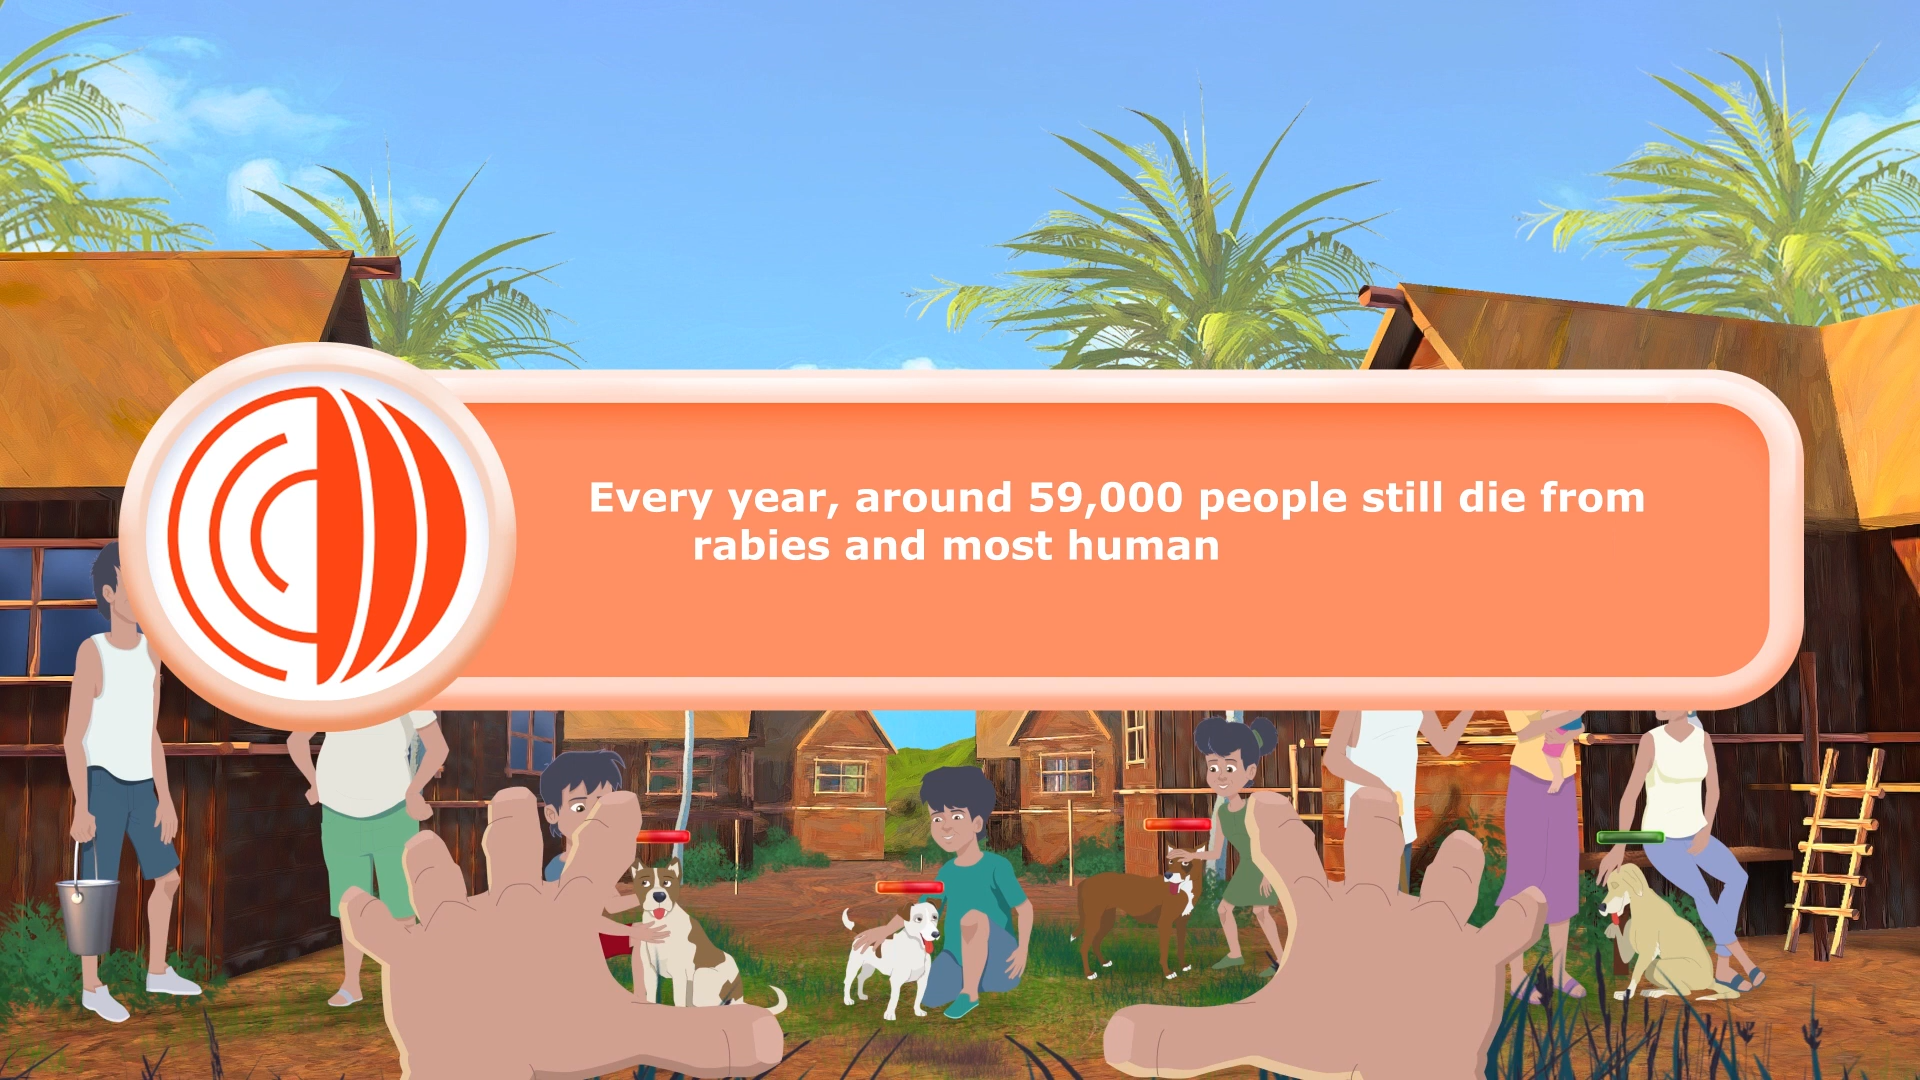 Every year, around 59,000 people still die from
rabies and most human